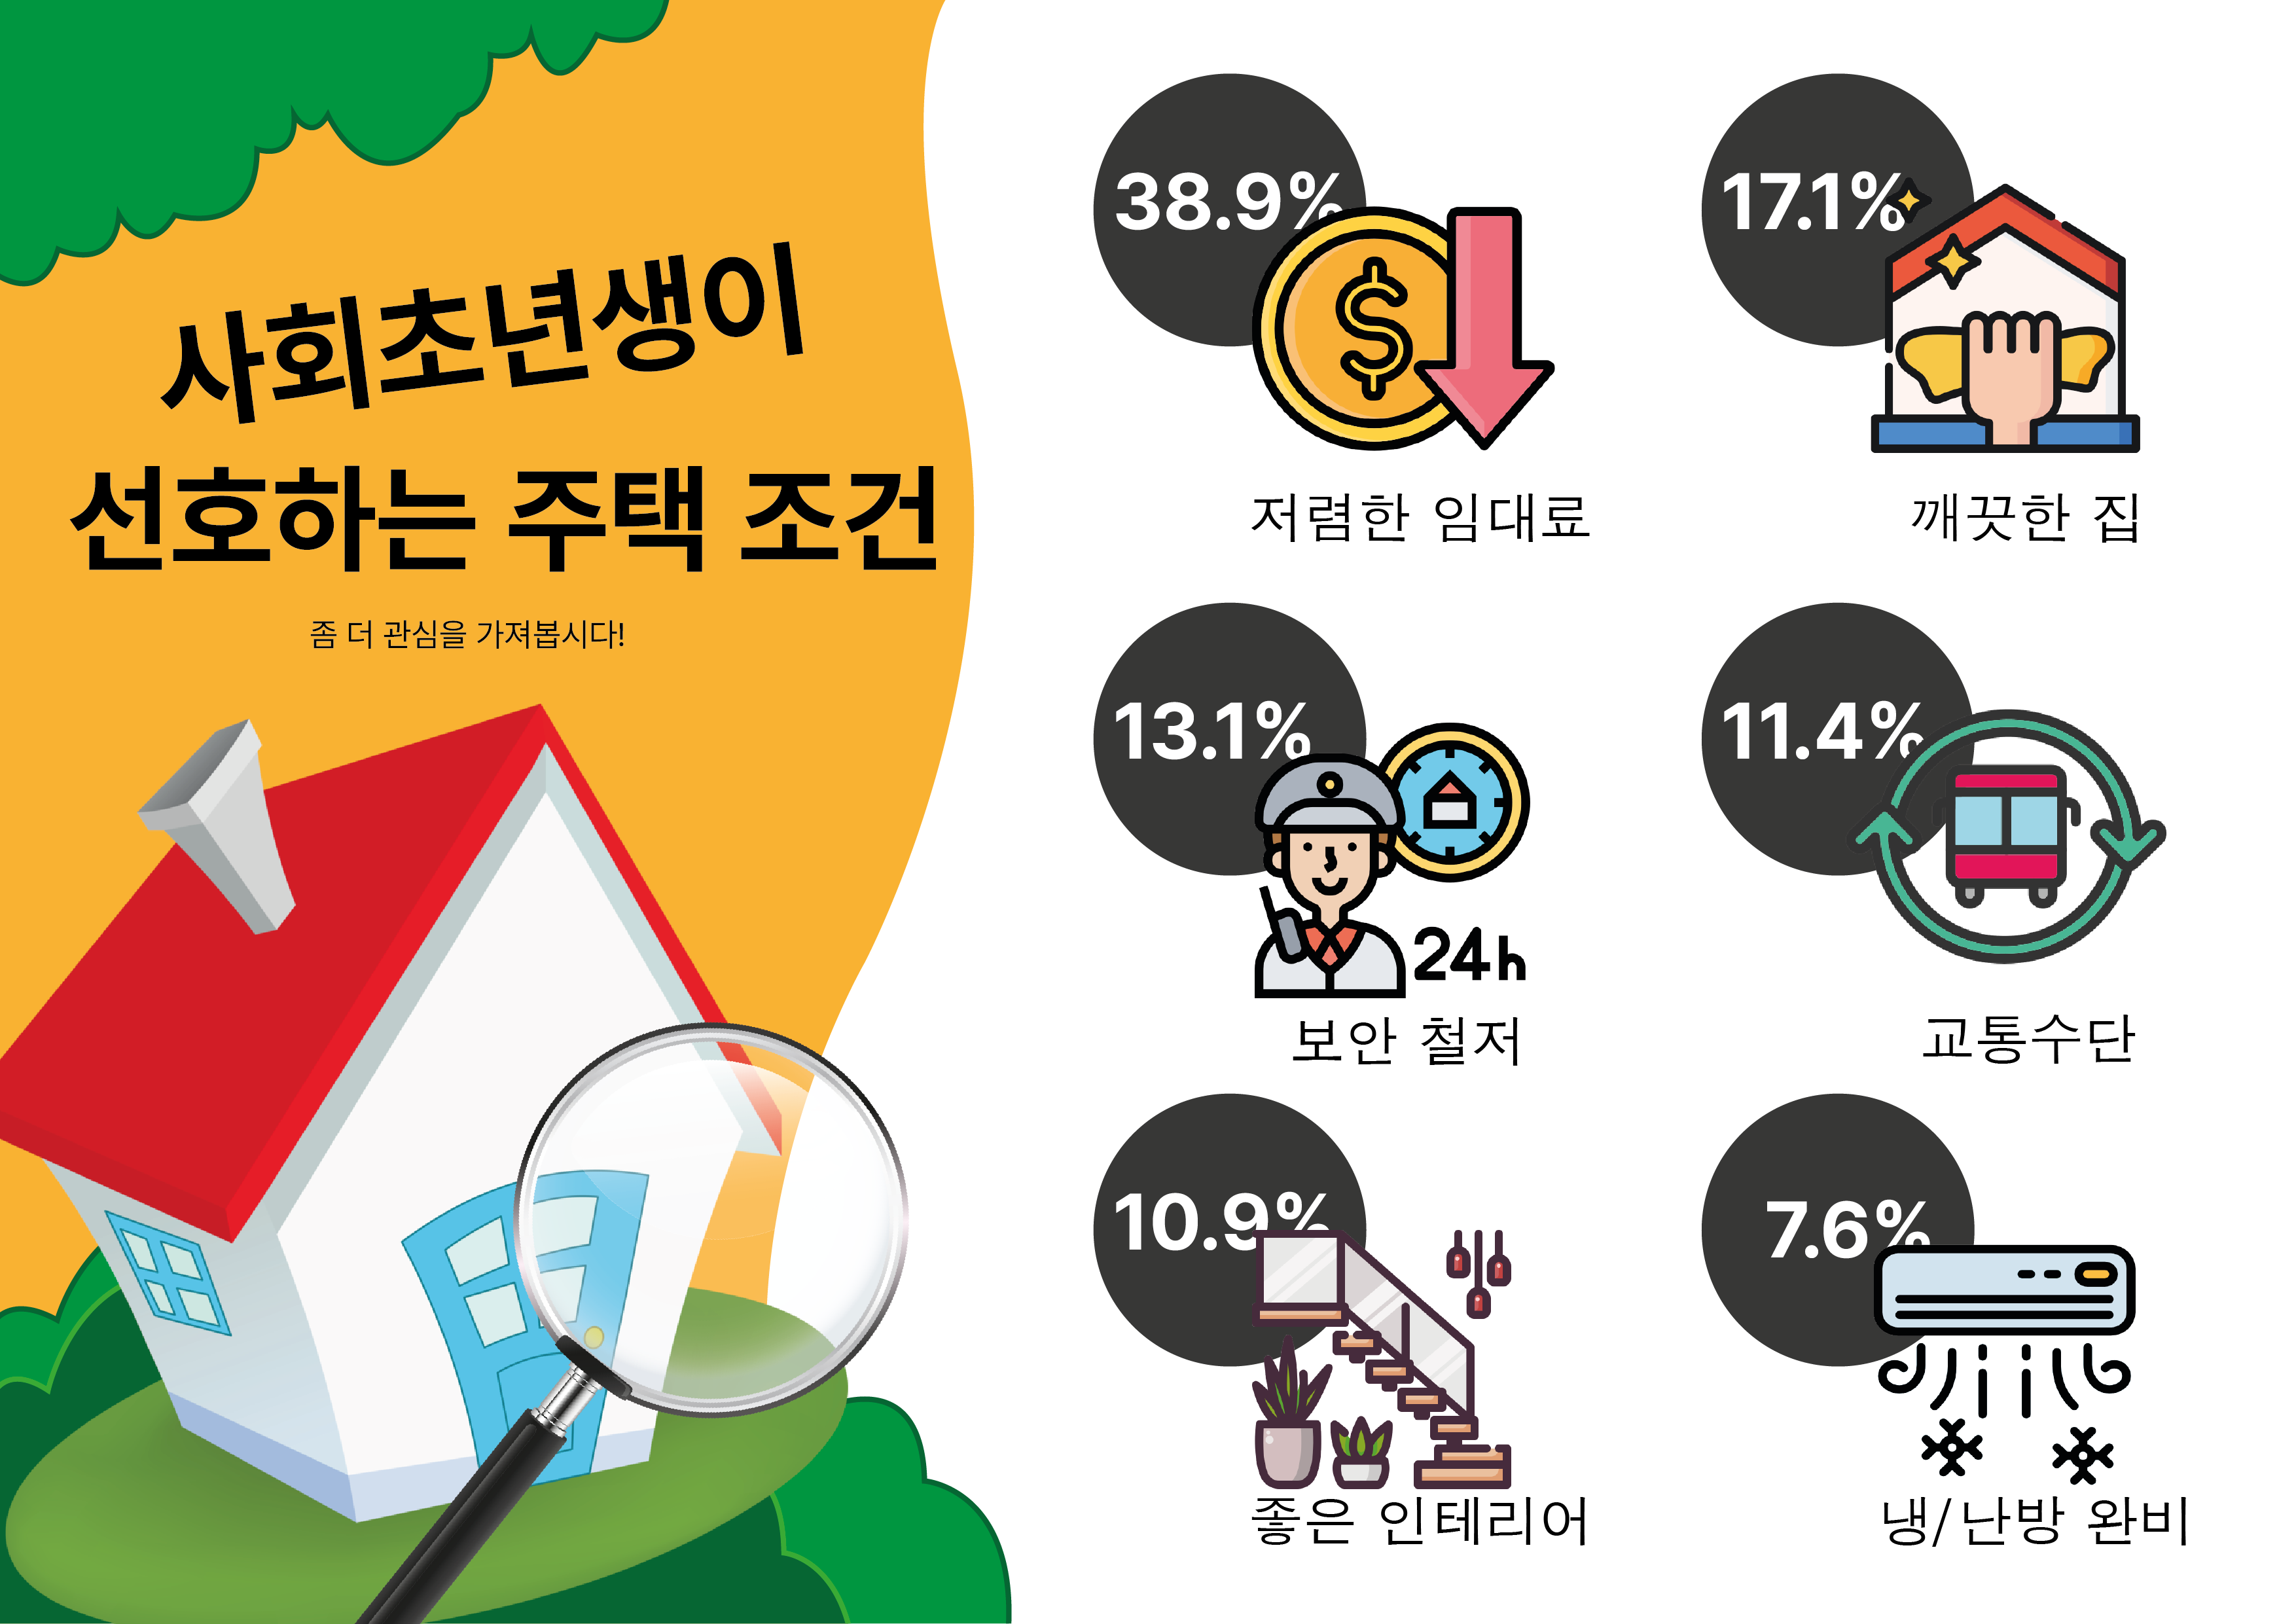 사회초년생이
선호하는 주택 조건
좀 더 관심을 가져봅시다!
38.9%
저렴한 임대료
17.1%
깨끗한 집
13.1%
24h
보안 철저
11.4%
교통수단
10.9%
좋은 인테리어
7.6%
냉/난방 완비